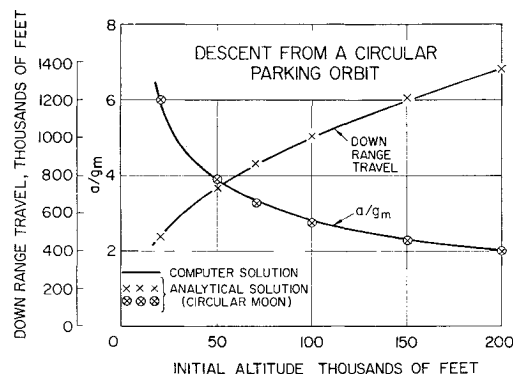 DESCENT FROM A CIRCULAR
PARKING ORBIT
DOWN RANGE TRAVEL, THOUSANDS OF FEET
1400
1200
1000
800
600
400
200
0
a/gm
8
6
4
2
DOWN
RANGE
TRAVEL
a/gm
COMPUTER SOLUTION
ANALYTICAL SOLUTION
(CIRCULAR MOON)
0 50 100 150 200
INITIAL ALTITUDE THOUSANDS OF FEET